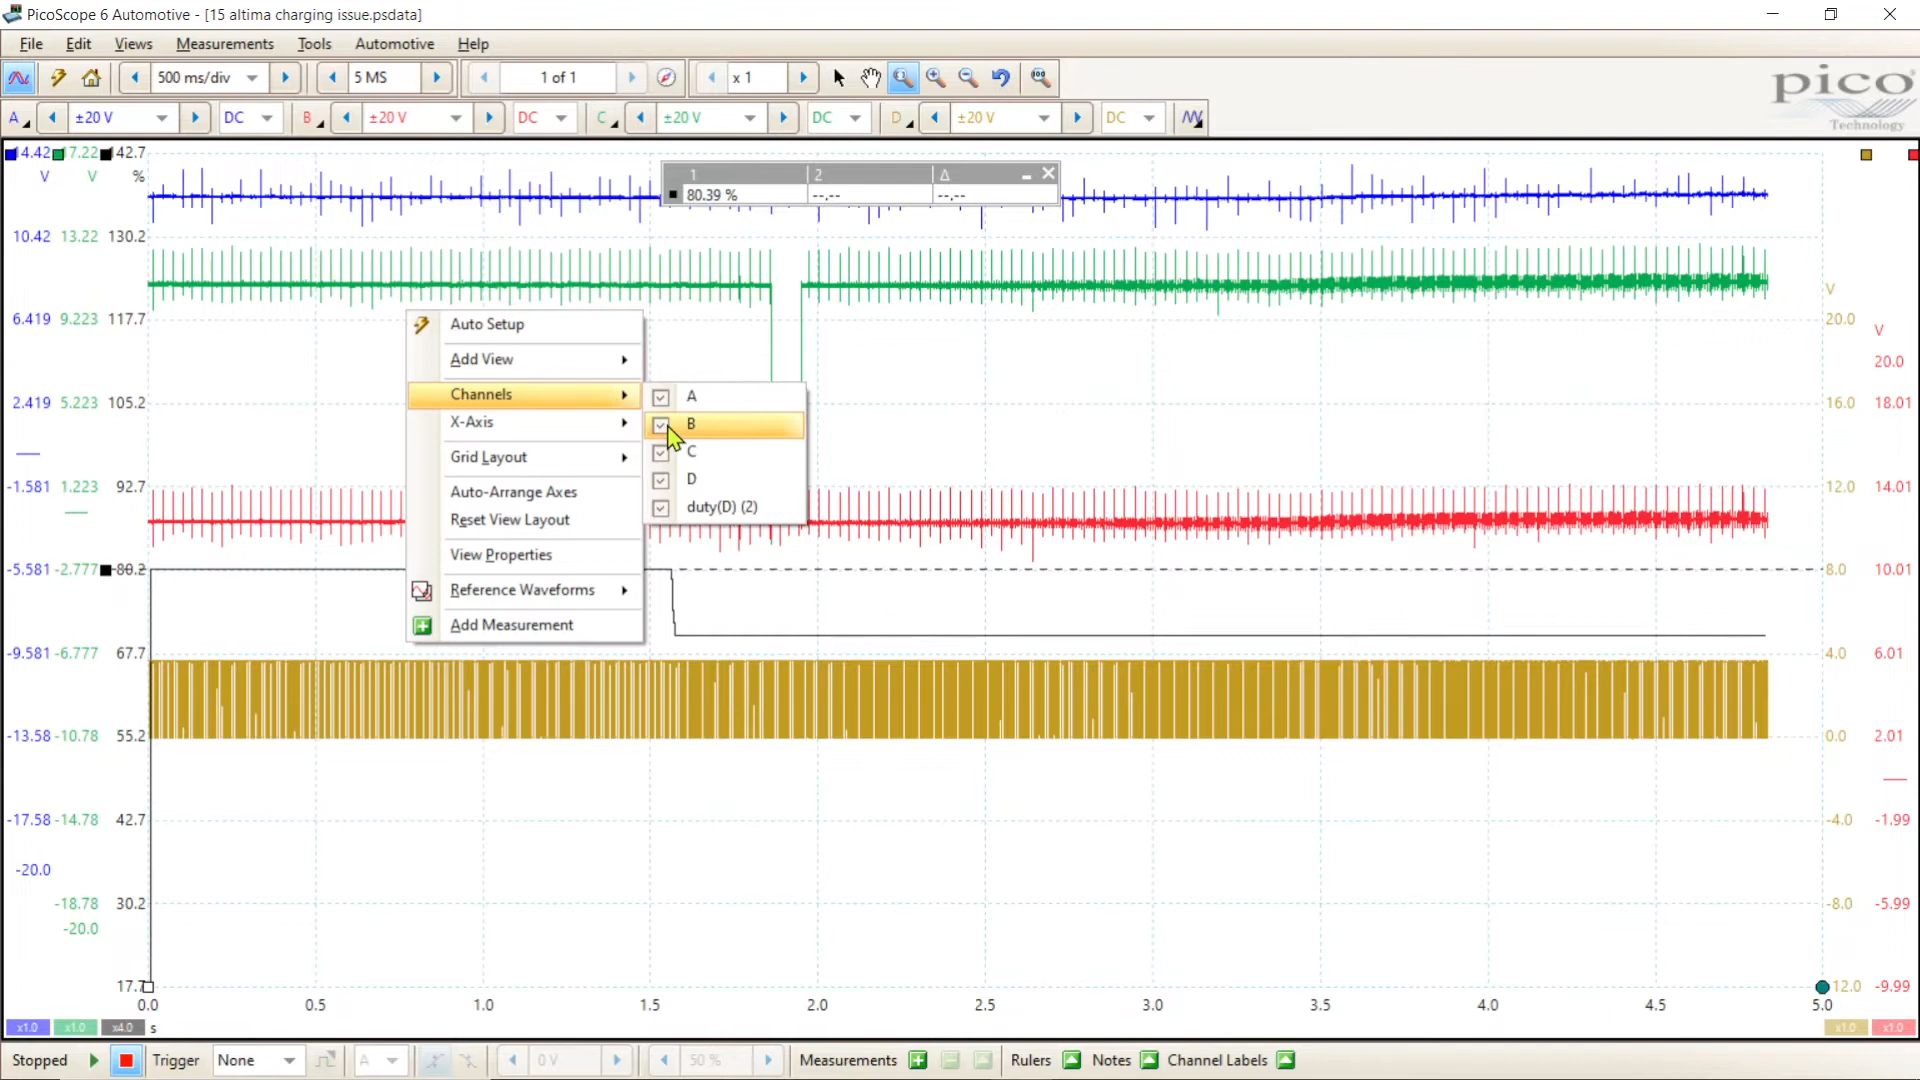 PicoScope 6 Automotive - [15 altima charging issue.psdata]
File Edit Views Measurements Tools Automotive Help
500 ms/div 5 MS 1 of 1 x 1
pico
Technology
A ±20 V DC B ±20 V DC C ±20 V DC D ±20 V DC
14.42 17.22 142.7
V V %
1 2 Δ
80.39 % --.-- --.--
10.42 13.22 130.2
6.419 9.223 117.7
2.419 5.223 105.2
-1.581 1.223 92.7
-5.581 -2.777 80.2
-9.581 -6.777 67.7
-13.58 -10.78 55.2
-17.58 -14.78 42.7
-20.0
-18.78 30.2
-20.0
17.7
Auto Setup
Add View
Channels
X-Axis
Grid Layout
Auto-Arrange Axes
Reset View Layout
View Properties
Reference Waveforms
Add Measurement
A
B
C
D
duty(D) (2)
V
20.0 V
20.0
16.0 18.01
12.0 14.01
8.0 10.01
4.0 6.01
0.0 2.01
-4.0 -1.99
-8.0 -5.99
12.0 -9.99
0.0 0.5 1.0 1.5 2.0 2.5 3.0 3.5 4.0 4.5 5.0
x1.0 x1.0 x4.0 s x1.0 x1.0
Stopped Trigger None A 0 V 50 % Measurements Rulers Notes Channel Labels